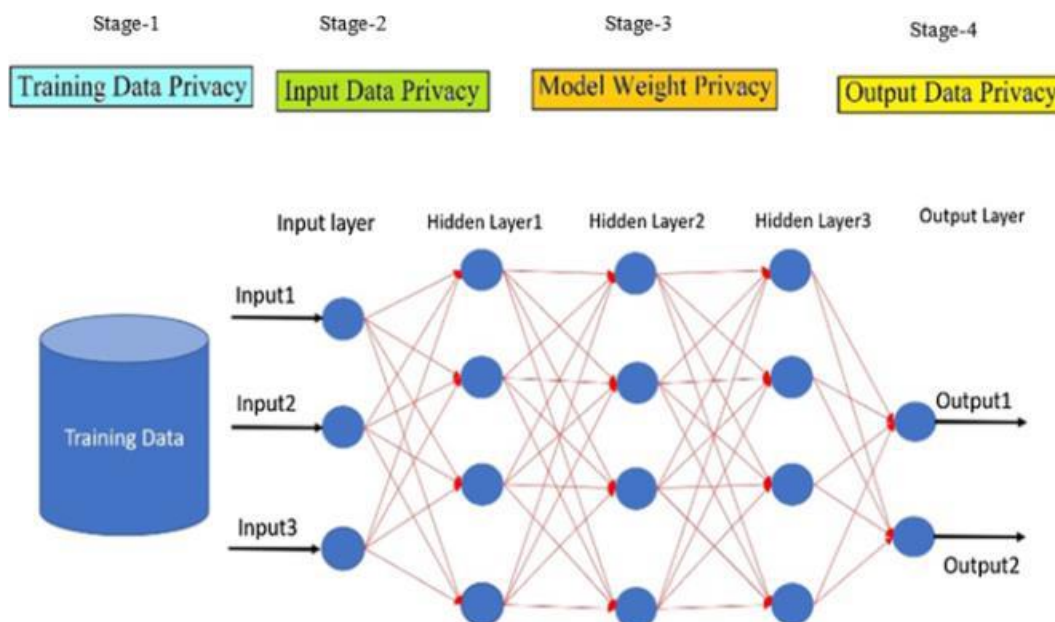 Stage-1
Stage-2
Stage-3
Stage-4
Training Data Privacy
Input Data Privacy
Model Weight Privacy
Output Data Privacy
Input layer
Hidden Layer1
Hidden Layer2
Hidden Layer3
Output Layer
Input1
Input2
Input3
Training Data
Output1
Output2